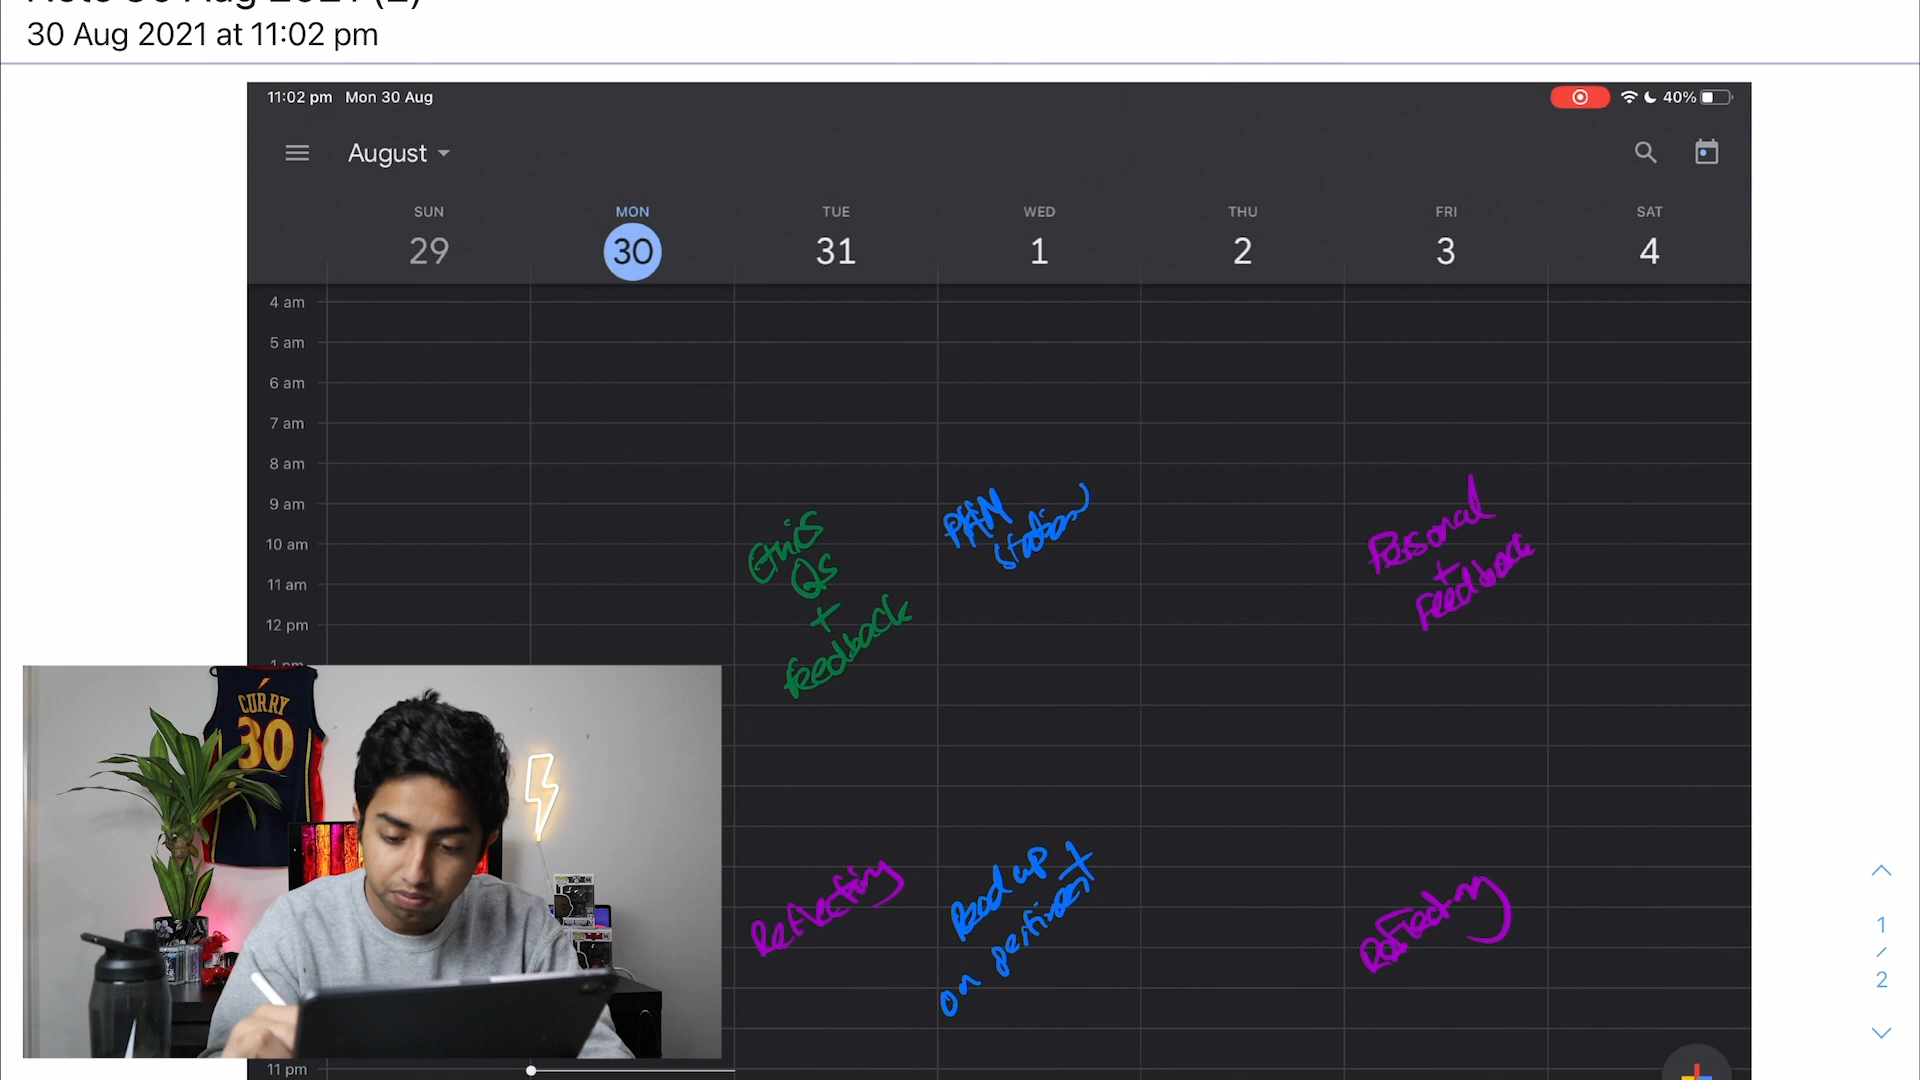 30 Aug 2021 at 11:02 pm
11:02 pm Mon 30 Aug
40%
August
SUN MON TUE WED THU FRI SAT
29 30 31 1 2 3 4
4 am
5 am
6 am
7 am
8 am
9 am
10 am
11 am
12 pm
1 pm
11 pm
Ethics
Qs
+
feedback
Reflecting
station
Read up
on pertinent
Personal
+
Feedback
Reflecting
CURRY
30
1
/
2